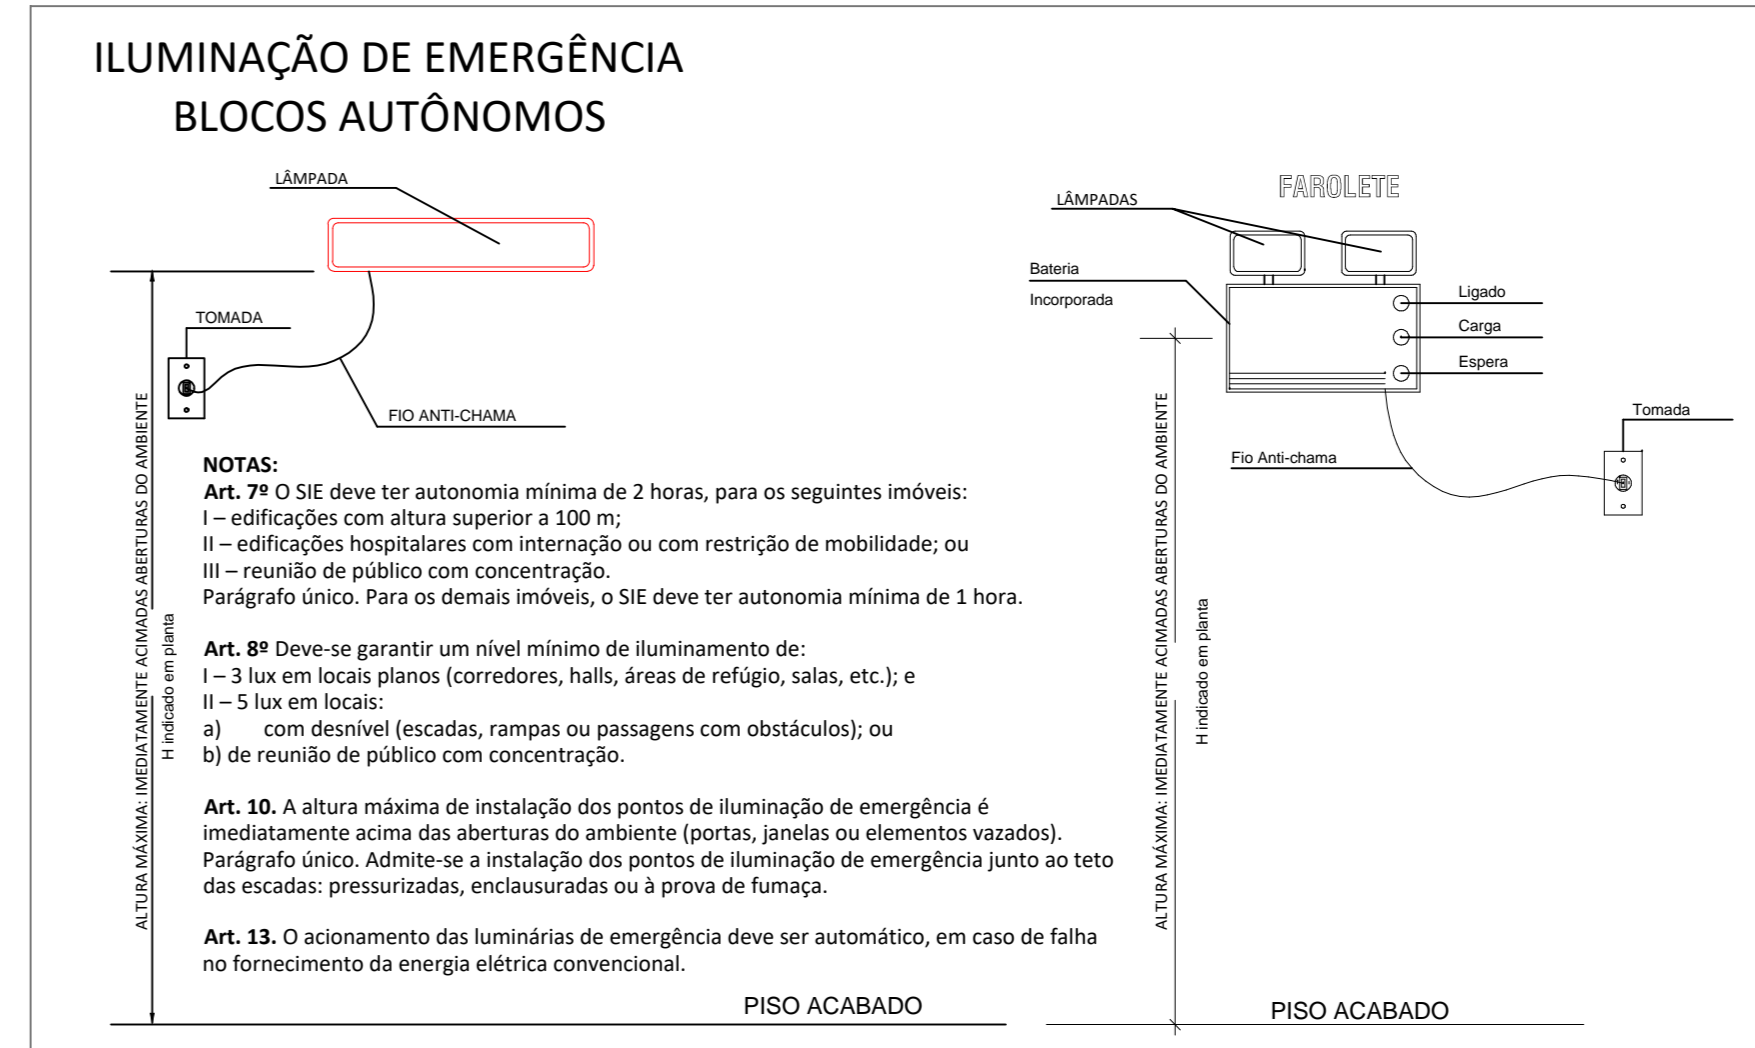 ILUMINAÇÃO DE EMERGÊNCIA
BLOCOS AUTÔNOMOS
LÂMPADA
TOMADA
FIO ANTI-CHAMA
ALTURA MÁXIMA: IMEDIATAMENTE ACIMADAS ABERTURAS DO AMBIENTE
H indicado em planta
NOTAS:
Art. 7º O SIE deve ter autonomia mínima de 2 horas, para os seguintes imóveis:
I – edificações com altura superior a 100 m;
II – edificações hospitalares com internação ou com restrição de mobilidade; ou
III – reunião de público com concentração.
Parágrafo único. Para os demais imóveis, o SIE deve ter autonomia mínima de 1 hora.
Art. 8º Deve-se garantir um nível mínimo de iluminamento de:
I – 3 lux em locais planos (corredores, halls, áreas de refúgio, salas, etc.); e
II – 5 lux em locais:
a) com desnível (escadas, rampas ou passagens com obstáculos); ou
b) de reunião de público com concentração.
Art. 10. A altura máxima de instalação dos pontos de iluminação de emergência é
imediatamente acima das aberturas do ambiente (portas, janelas ou elementos vazados).
Parágrafo único. Admite-se a instalação dos pontos de iluminação de emergência junto ao teto
das escadas: pressurizadas, enclausuradas ou à prova de fumaça.
Art. 13. O acionamento das luminárias de emergência deve ser automático, em caso de falha
no fornecimento da energia elétrica convencional.
PISO ACABADO
FAROLETE
LÂMPADAS
Bateria
Incorporada
Ligado
Carga
Espera
Tomada
Fio Anti-chama
ALTURA MÁXIMA: IMEDIATAMENTE ACIMADAS ABERTURAS DO AMBIENTE
H indicado em planta
PISO ACABADO